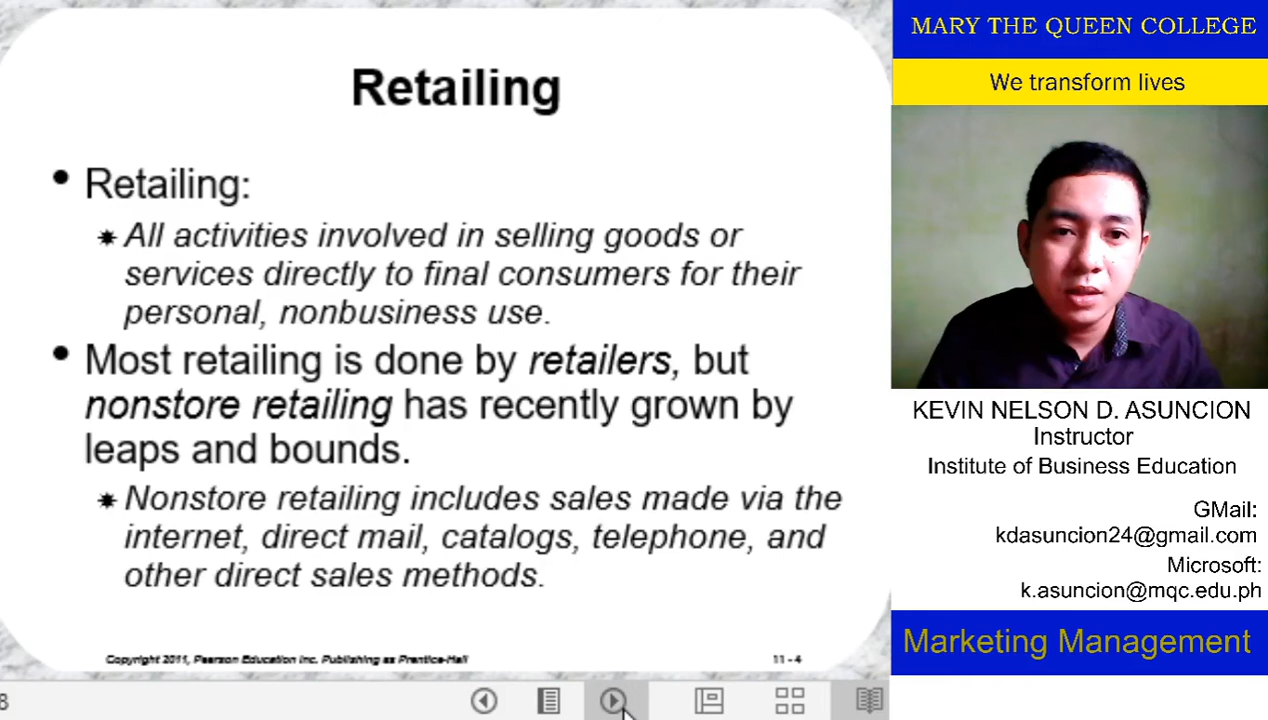 Retailing
• Retailing:
All activities involved in selling goods or
services directly to final consumers for their
personal, nonbusiness use.
• Most retailing is done by retailers, but
nonstore retailing has recently grown by
leaps and bounds.
Nonstore retailing includes sales made via the
internet, direct mail, catalogs, telephone, and
other direct sales methods.
Copyright 2011, Pearson Education Inc. Publishing as Prentice-Hall
11 - 4
8
MARY THE QUEEN COLLEGE
We transform lives
KEVIN NELSON D. ASUNCION
Instructor
Institute of Business Education
GMail:
kdasuncion24@gmail.com
Microsoft:
k.asuncion@mqc.edu.ph
Marketing Management